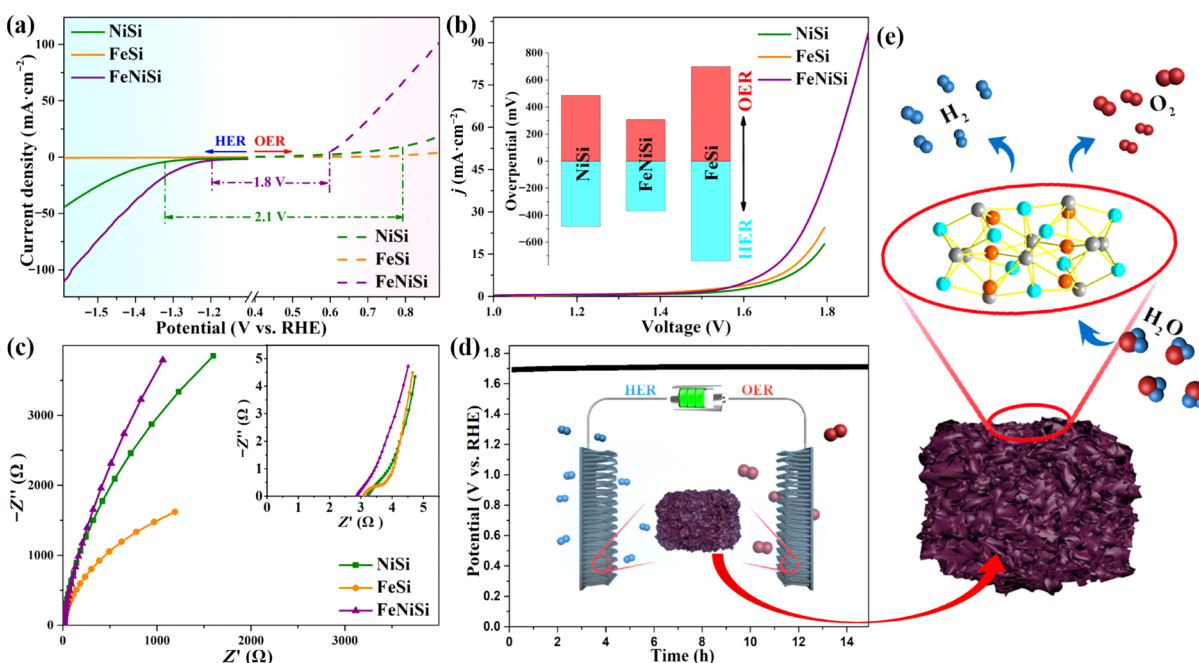 (a)
NiSi
FeSi
FeNiSi
HER OER
1.8 V
2.1 V
NiSi
FeSi
FeNiSi
100
75
50
25
0
−25
−50
−75
−100
Current density (mA·cm⁻²)
−1.5 −1.4 −1.3 −1.2 0.4 0.5 0.6 0.7 0.8
Potential (V vs. RHE)
(b)
NiSi
FeSi
FeNiSi
90
75
60
45
30
15
0
j (mA·cm⁻²)
800
600
400
200
0
−200
−400
−600
Overpential (mV)
NiSi
FeNiSi
FeSi
OER
HER
1.0 1.2 1.4 1.6 1.8
Voltage (V)
(c)
3000
2000
1000
0
−Z'' (Ω)
0 1000 2000 3000
Z' (Ω)
NiSi
FeSi
FeNiSi
5
4
3
2
1
0
−Z'' (Ω)
0 1 2 3 4 5
Z' (Ω)
(d)
1.8
1.6
1.4
1.2
1.0
0.8
0.6
0.4
0.2
0.0
Potential (V vs. RHE)
HER
OER
0 2 4 6 8 10 12 14
Time (h)
(e)
H₂
O₂
H₂O